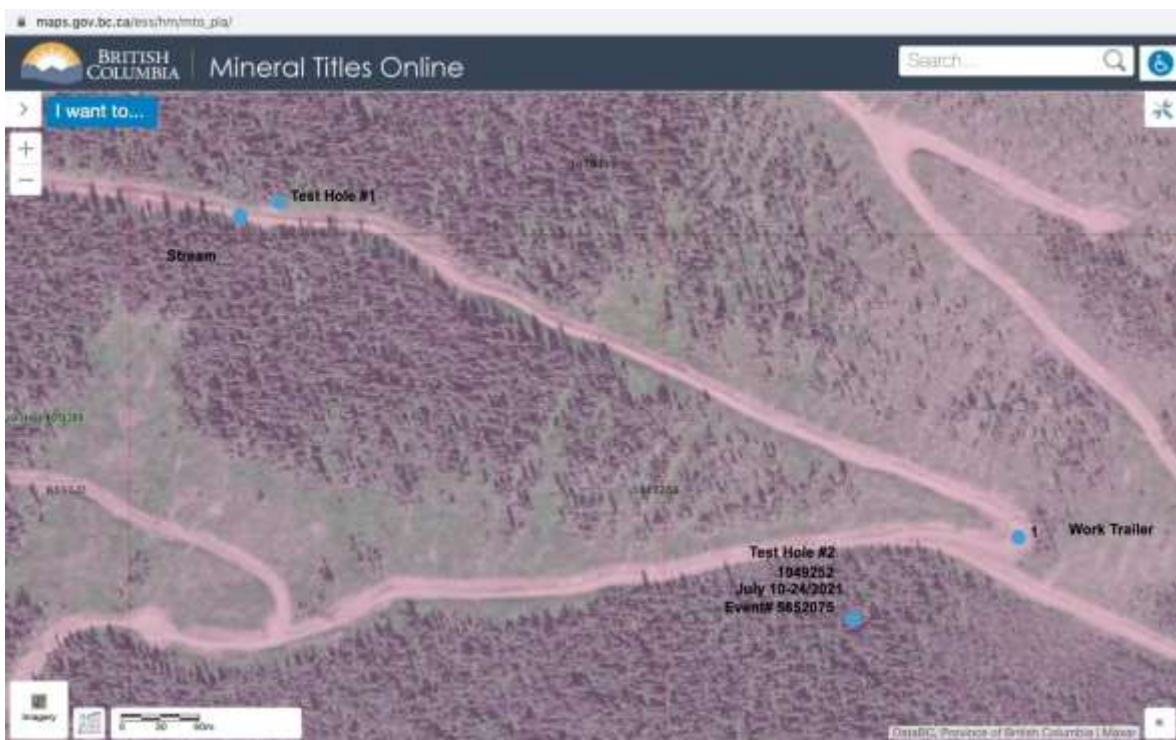 maps.gov.bc.ca/ess/hm/mto_pla/
BRITISH
COLUMBIA
Mineral Titles Online
Search...
I want to...
Test Hole #1
Stream
1
Work Trailer
Test Hole #2
1049252
July 10-24/2021
Event# 5852075
Imagery
0
DataBC, Province of British Columbia | Maxar